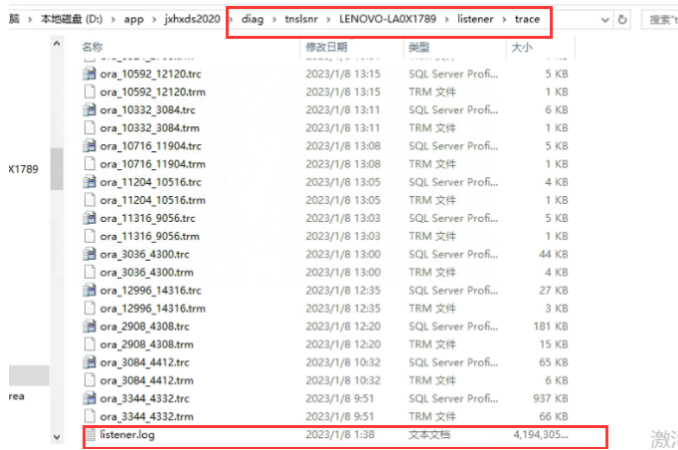 脑 › 本地磁盘 (D:) › app › jxhxds2020 › diag › tnslsnr › LENOVO-LA0X1789 › listener › trace 搜索"t
名称 修改日期 类型 大小
ora_10592_12120.trc 2023/1/8 13:15 SQL Server Profi... 5 KB
ora_10592_12120.trm 2023/1/8 13:15 TRM 文件 1 KB
ora_10332_3084.trc 2023/1/8 13:11 SQL Server Profi... 6 KB
ora_10332_3084.trm 2023/1/8 13:11 TRM 文件 1 KB
ora_10716_11904.trc 2023/1/8 13:08 SQL Server Profi... 5 KB
X1789
ora_10716_11904.trm 2023/1/8 13:08 TRM 文件 1 KB
ora_11204_10516.trc 2023/1/8 13:05 SQL Server Profi... 4 KB
ora_11204_10516.trm 2023/1/8 13:05 TRM 文件 1 KB
ora_11316_9056.trc 2023/1/8 13:03 SQL Server Profi... 5 KB
ora_11316_9056.trm 2023/1/8 13:03 TRM 文件 1 KB
ora_3036_4300.trc 2023/1/8 13:00 SQL Server Profi... 44 KB
ora_3036_4300.trm 2023/1/8 13:00 TRM 文件 4 KB
ora_12996_14316.trc 2023/1/8 12:35 SQL Server Profi... 27 KB
ora_12996_14316.trm 2023/1/8 12:35 TRM 文件 3 KB
ora_2908_4308.trc 2023/1/8 12:20 SQL Server Profi... 181 KB
ora_2908_4308.trm 2023/1/8 12:20 TRM 文件 15 KB
ora_3084_4412.trc 2023/1/8 10:32 SQL Server Profi... 65 KB
ora_3084_4412.trm 2023/1/8 10:32 TRM 文件 6 KB
rea
ora_3344_4332.trc 2023/1/8 9:51 SQL Server Profi... 937 KB
ora_3344_4332.trm 2023/1/8 9:51 TRM 文件 66 KB
listener.log 2023/1/8 1:38 文本文档 4,194,305...
激活